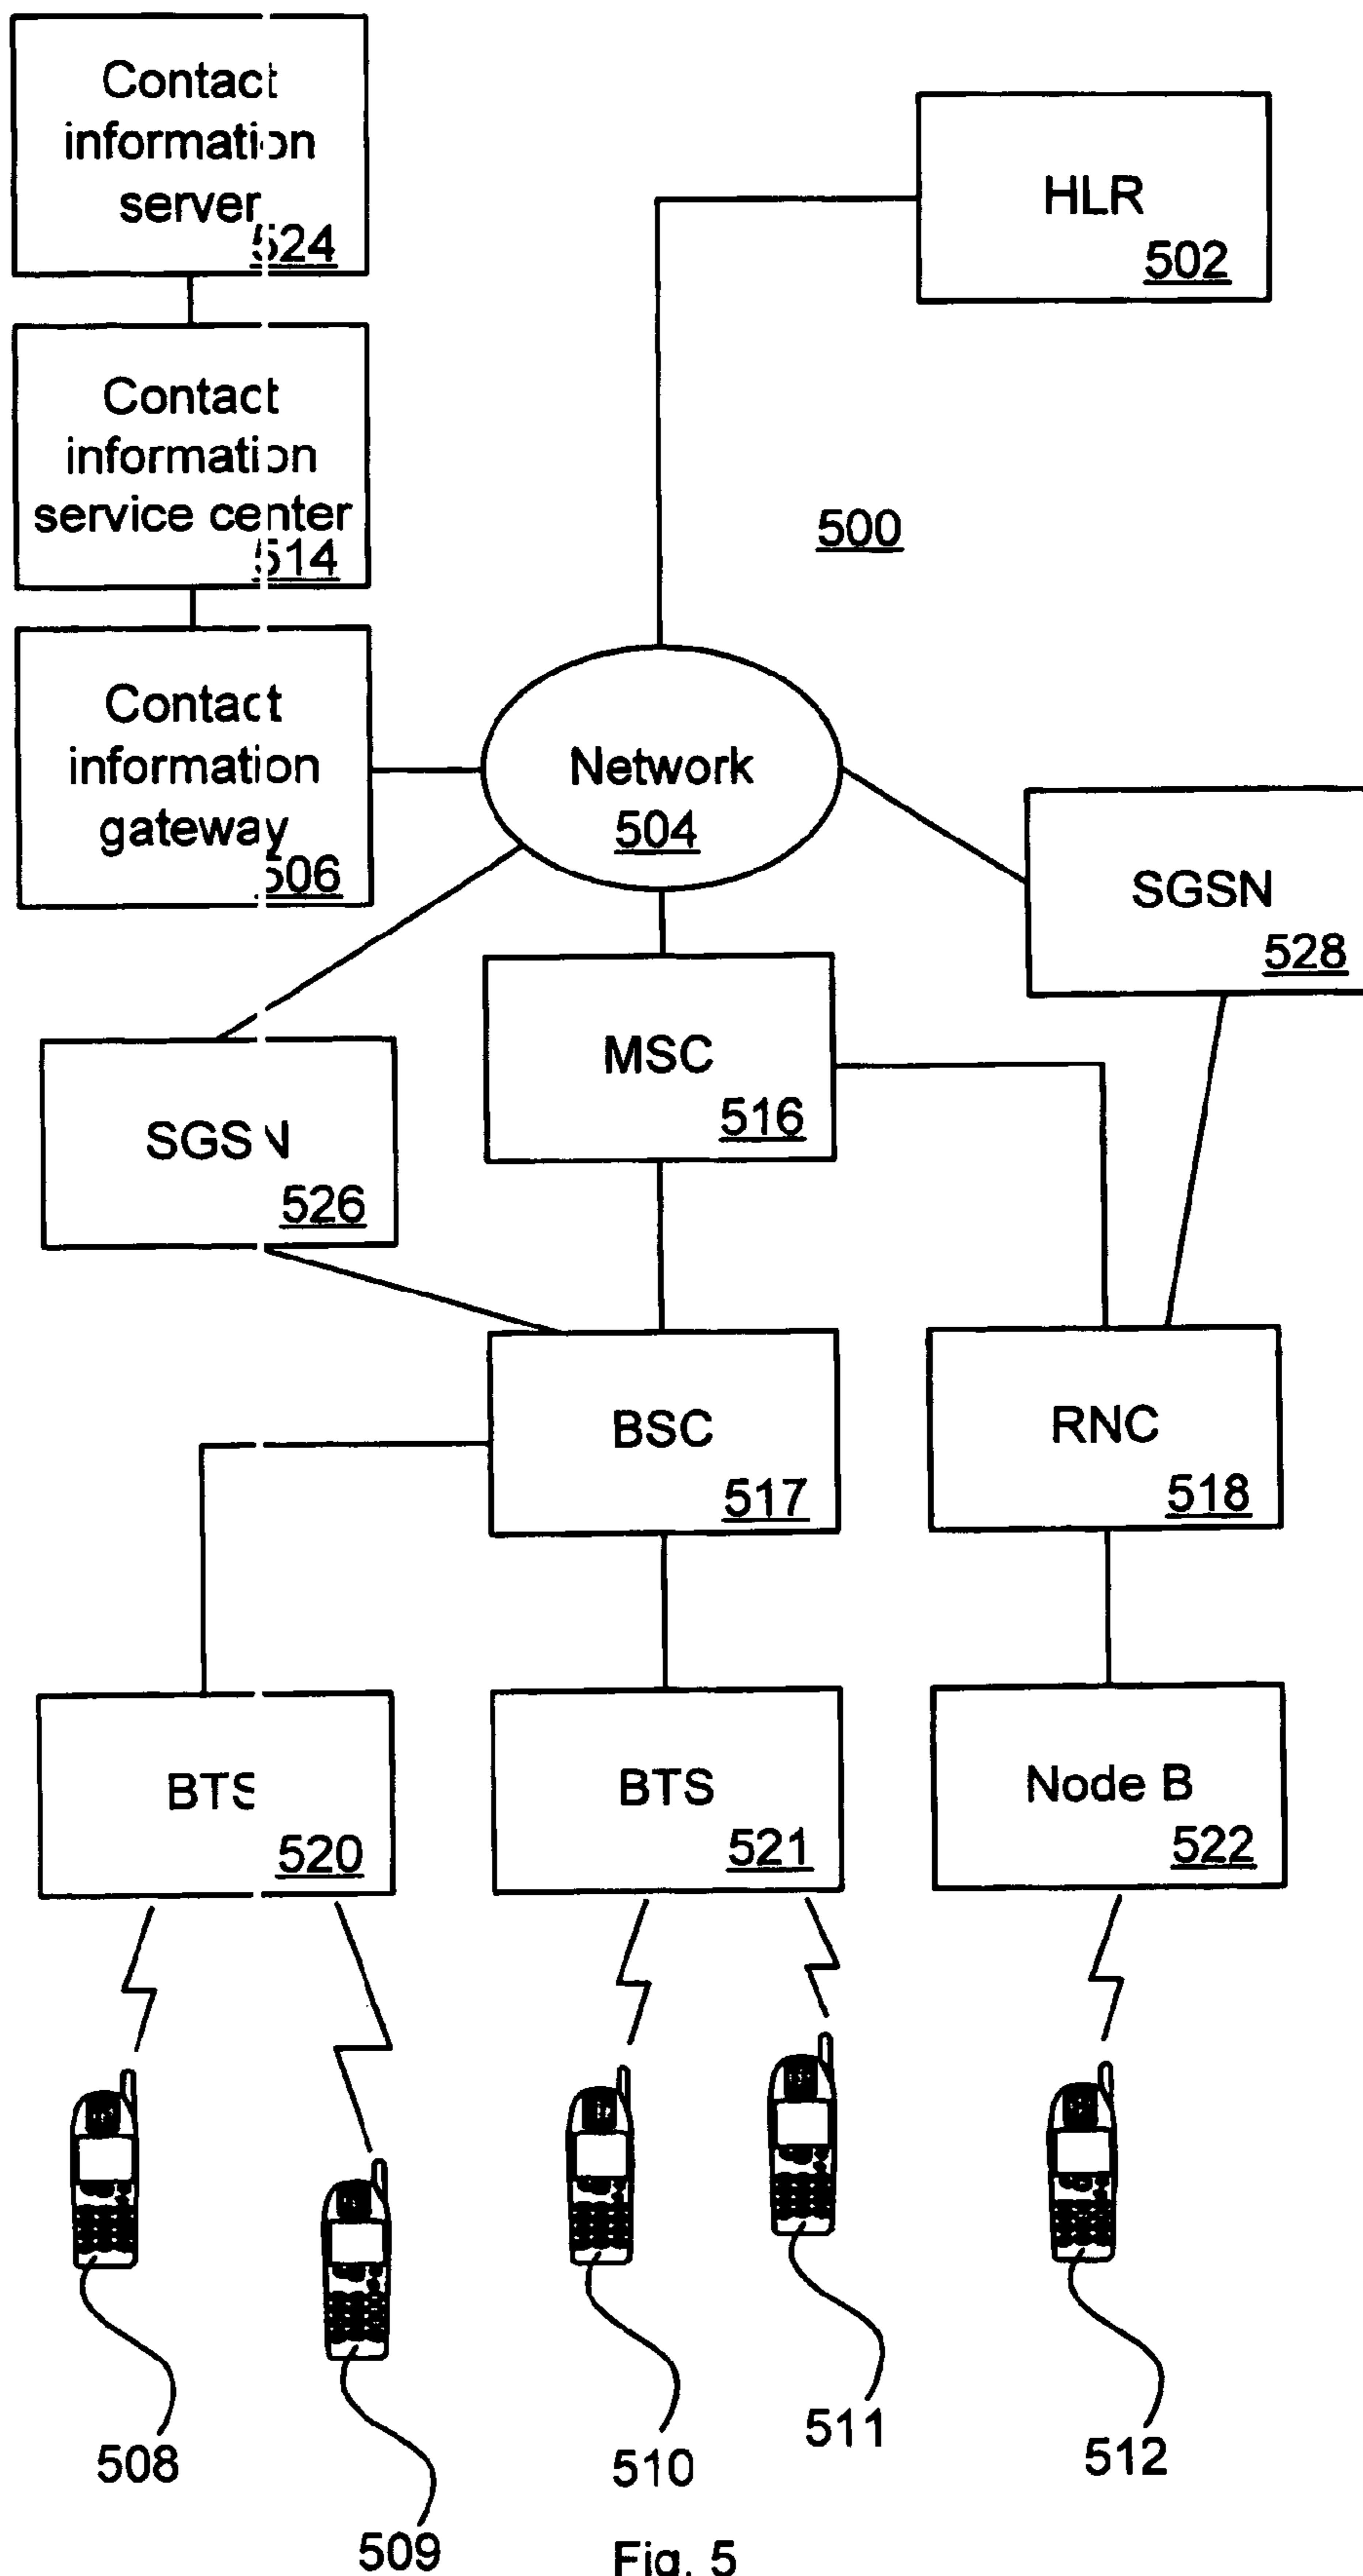 Contact
information
server
524
HLR
502
Contact
information
service center
514
500
Contact
information
gateway
506
Network
504
SGSN
528
MSC
516
SGSN
526
BSC
517
RNC
518
BTS
520
BTS
521
Node B
522
508
509
510
511
512
Fig. 5